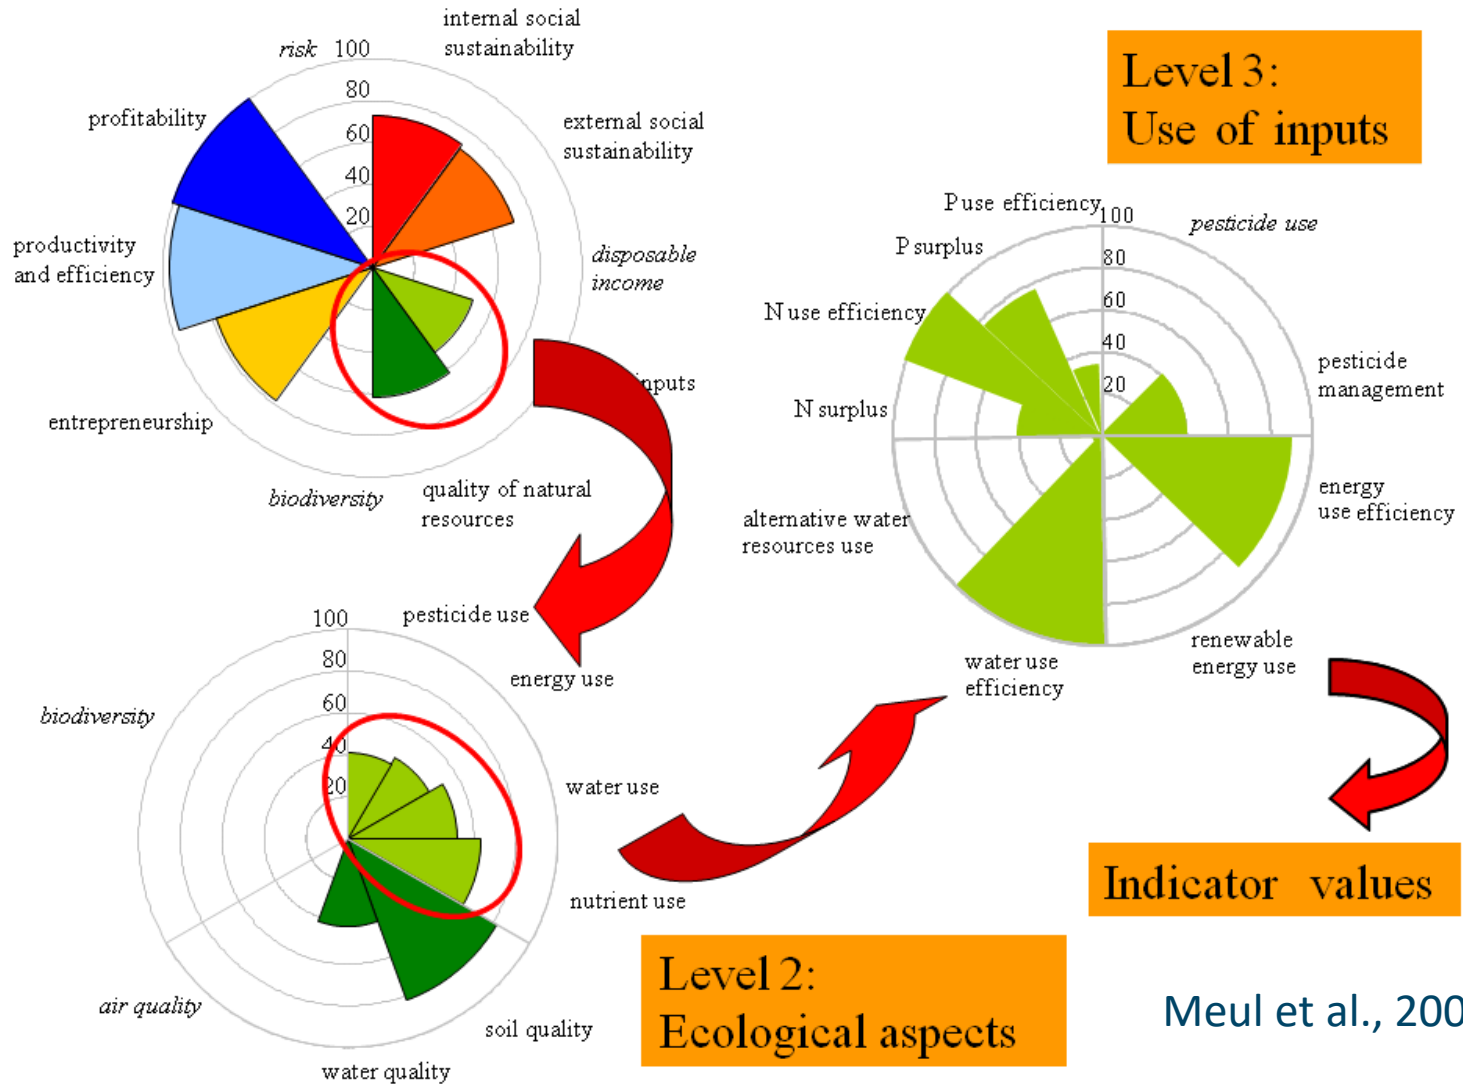 internal social
sustainability
risk
100
80
60
40
20
profitability
external social
sustainability
productivity
and efficiency
disposable
income
entrepreneurship
inputs
biodiversity
quality of natural
resources
Level 3:
Use of inputs
P use efficiency
100
80
60
40
20
pesticide use
P surplus
N use efficiency
pesticide
management
N surplus
energy
use efficiency
alternative water
resources use
water use
efficiency
renewable
energy use
100
80
60
40
20
pesticide use
energy use
biodiversity
water use
nutrient use
air quality
soil quality
water quality
Level 2:
Ecological aspects
Indicator values
Meul et al., 200